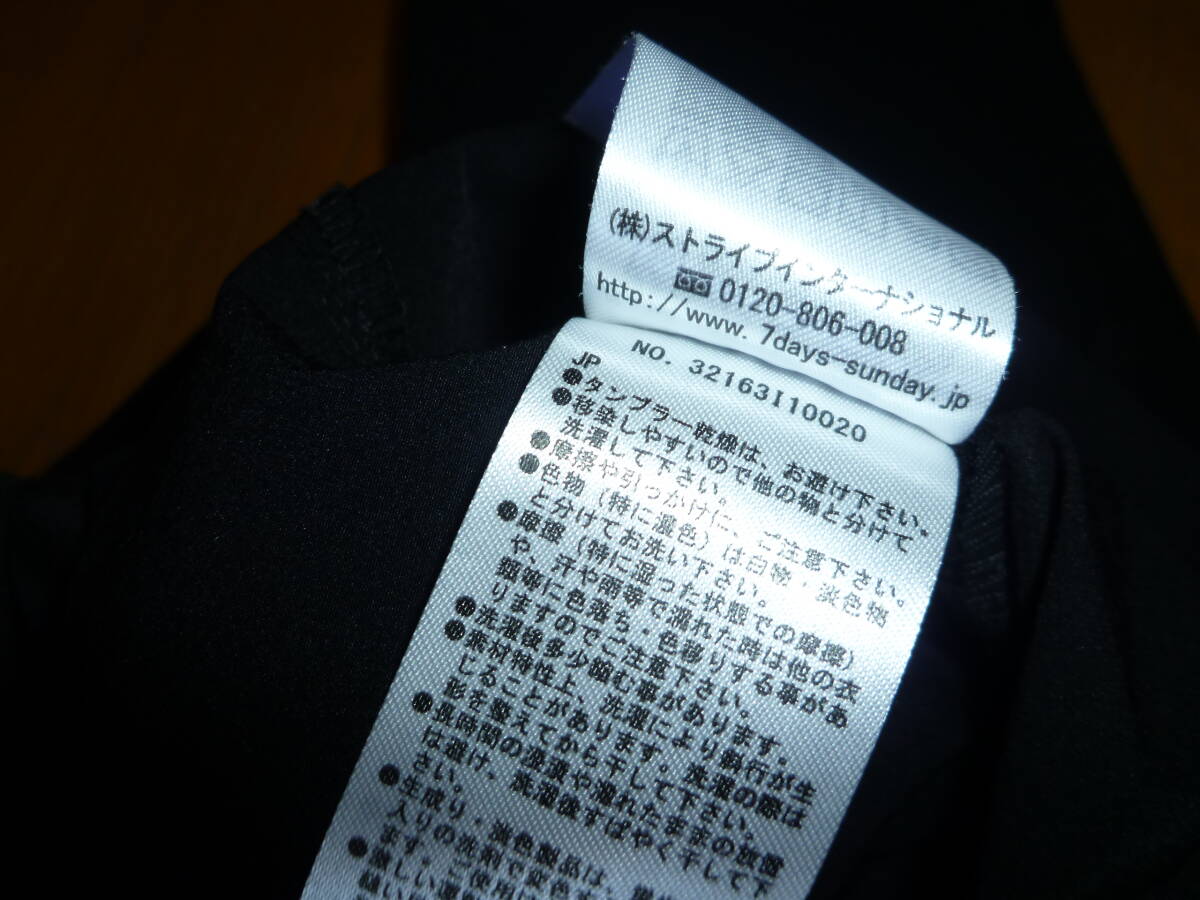 (株)ストライプインターナショナル
0120-806-008
http://www.7days-sunday.jp
NO. 32163I10020
JP
●タンブラー乾燥は、お避け下さい。
●移染しやすいので他の物と分けて
洗濯して下さい。
●摩擦や引っかけに、ご注意下さい。
●色物（特に濃色）は白物・淡色物
と分けてお洗い下さい。
●摩擦（特に湿った状態での摩擦）
や、汗や雨等で濡れた時は他の衣
類等に色落ち・色移りする事があ
りますのでご注意下さい。
●洗濯後多少縮む事があります。
●素材特性上、洗濯により斜行が生
じることがあります。洗濯の際は
形を整えてから干して下さい。
●長時間の浸漬や濡れたままの放置
は避け、洗濯後すばやく干して下
さい。
●生成り・淡色製品は、
入りの洗剤で変色
ます。ご使用
●激しい運